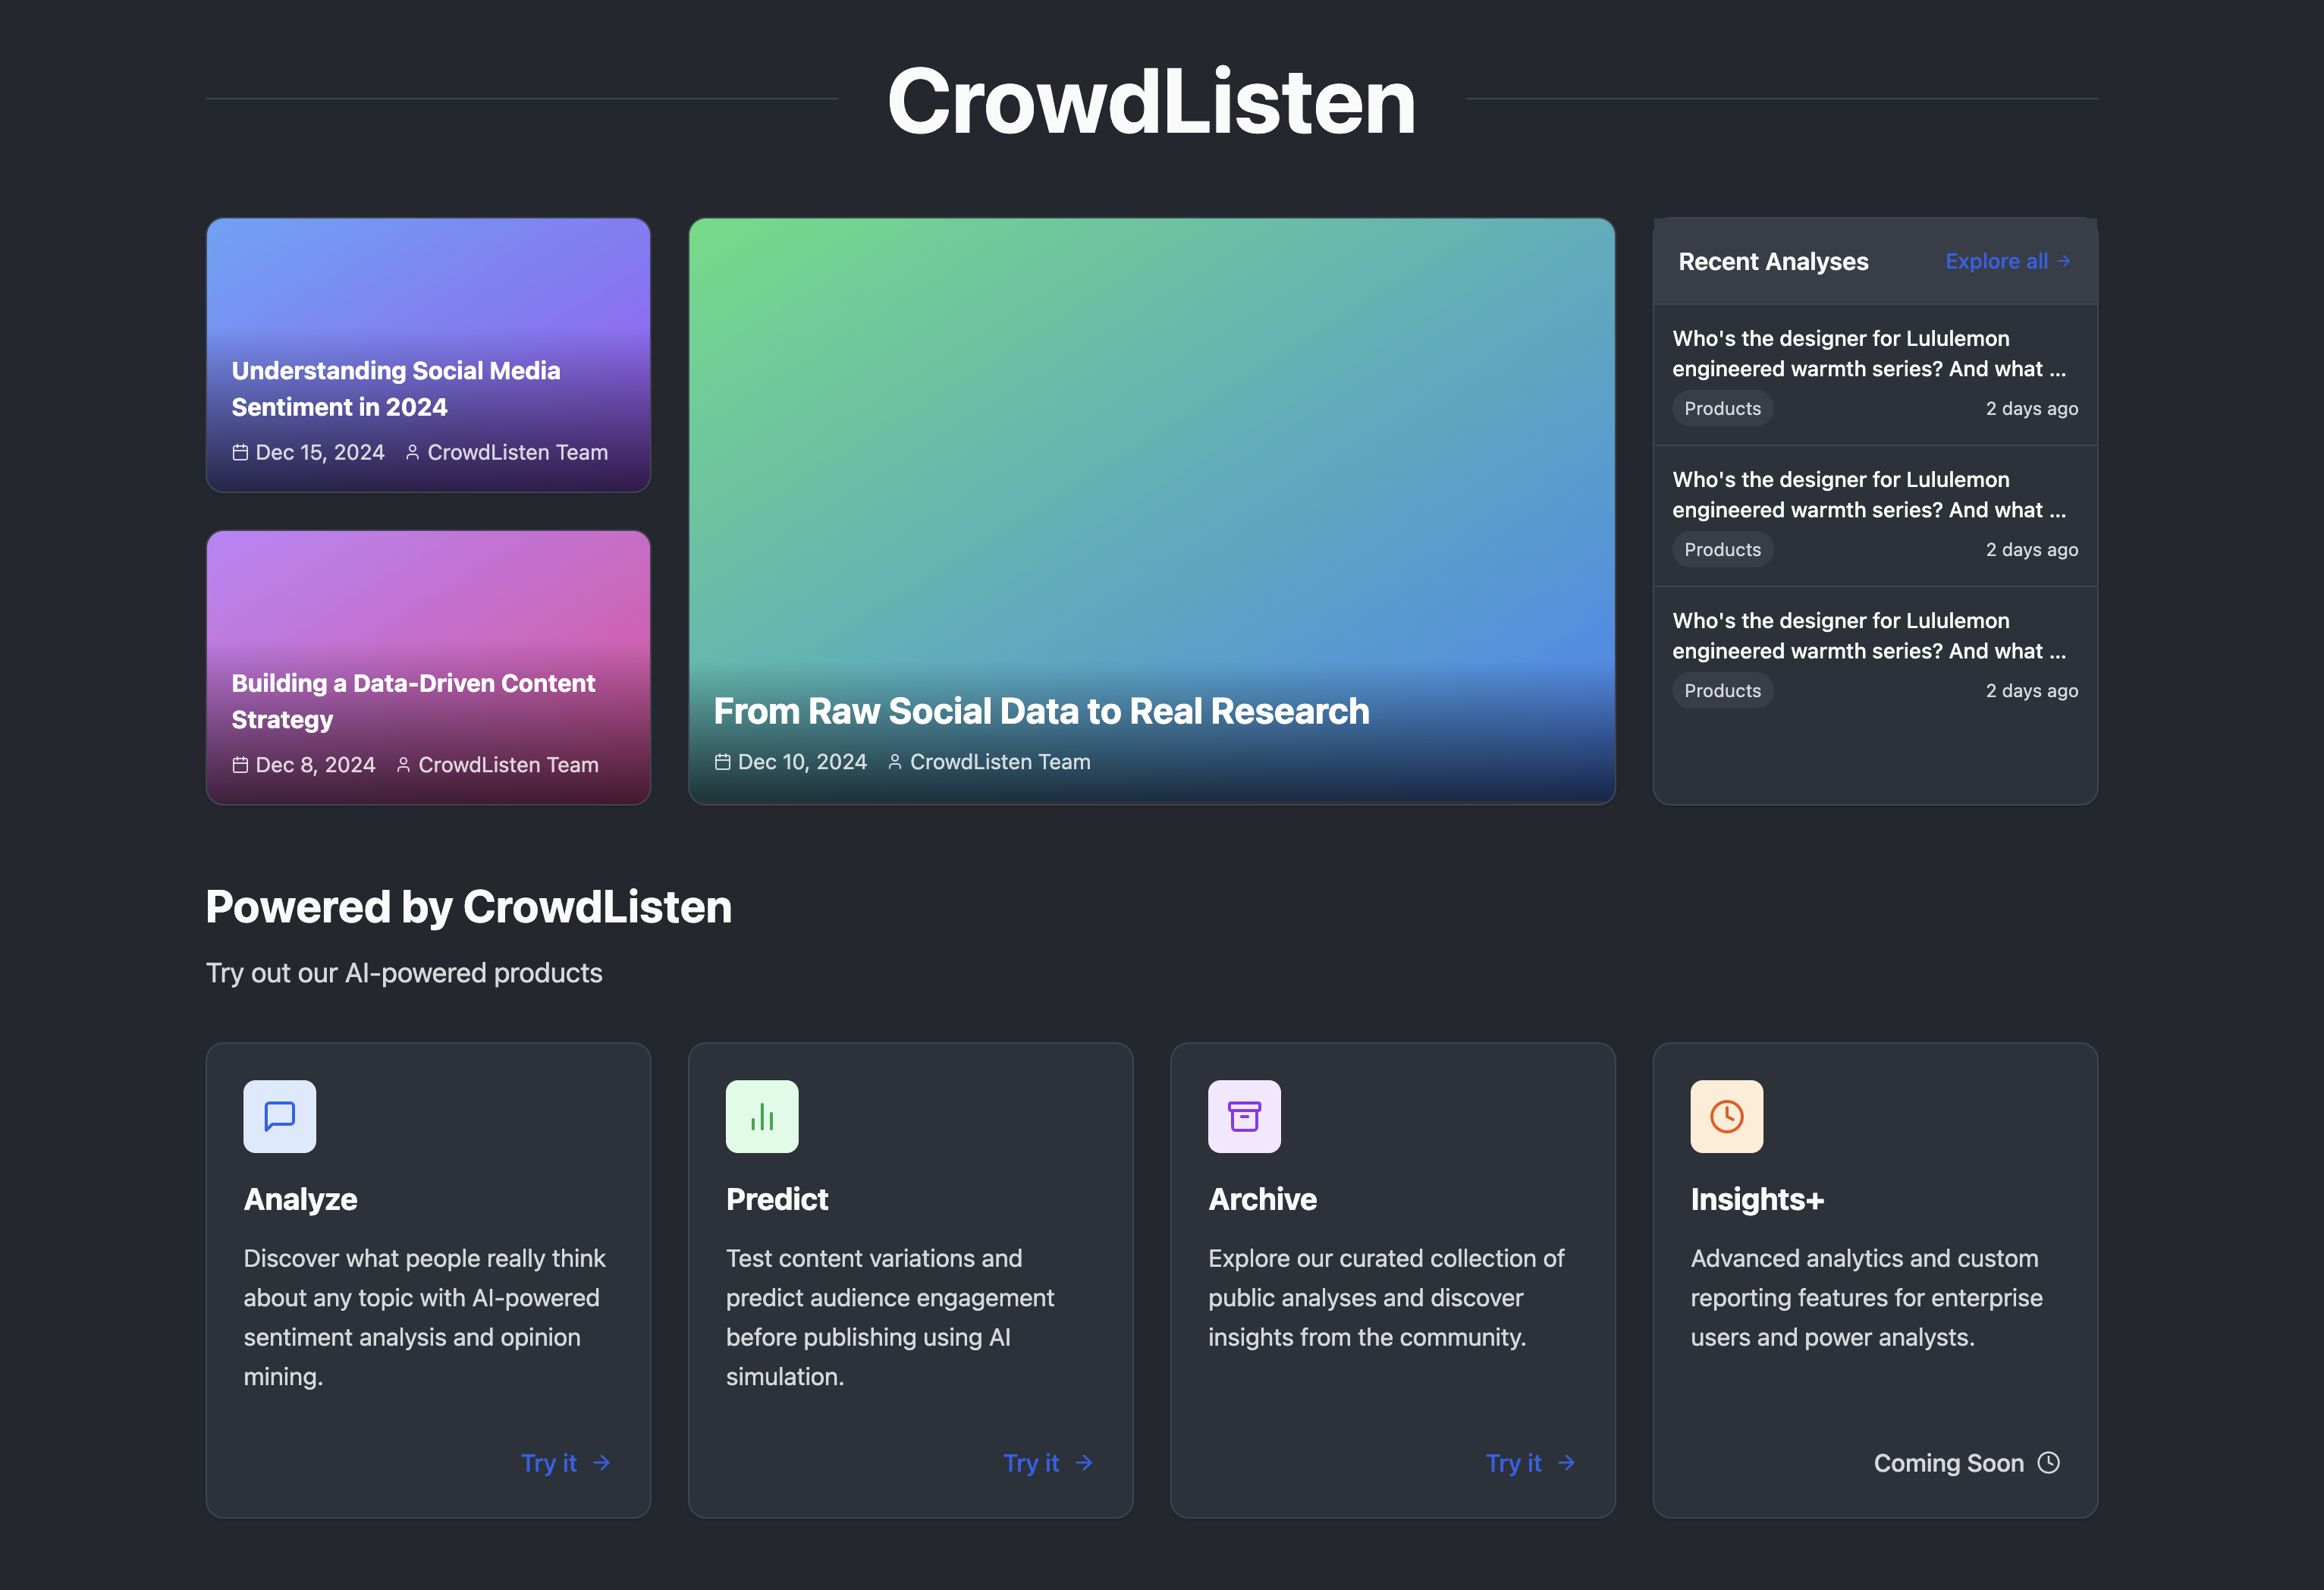 CrowdListen
Understanding Social Media
Sentiment in 2024
Dec 15, 2024 CrowdListen Team
Building a Data-Driven Content
Strategy
Dec 8, 2024 CrowdListen Team
From Raw Social Data to Real Research
Dec 10, 2024 CrowdListen Team
Recent Analyses Explore all →
Who's the designer for Lululemon
engineered warmth series? And what ...
Products 2 days ago
Who's the designer for Lululemon
engineered warmth series? And what ...
Products 2 days ago
Who's the designer for Lululemon
engineered warmth series? And what ...
Products 2 days ago
Powered by CrowdListen
Try out our AI-powered products
Analyze
Discover what people really think
about any topic with AI-powered
sentiment analysis and opinion
mining.
Try it →
Predict
Test content variations and
predict audience engagement
before publishing using AI
simulation.
Try it →
Archive
Explore our curated collection of
public analyses and discover
insights from the community.
Try it →
Insights+
Advanced analytics and custom
reporting features for enterprise
users and power analysts.
Coming Soon